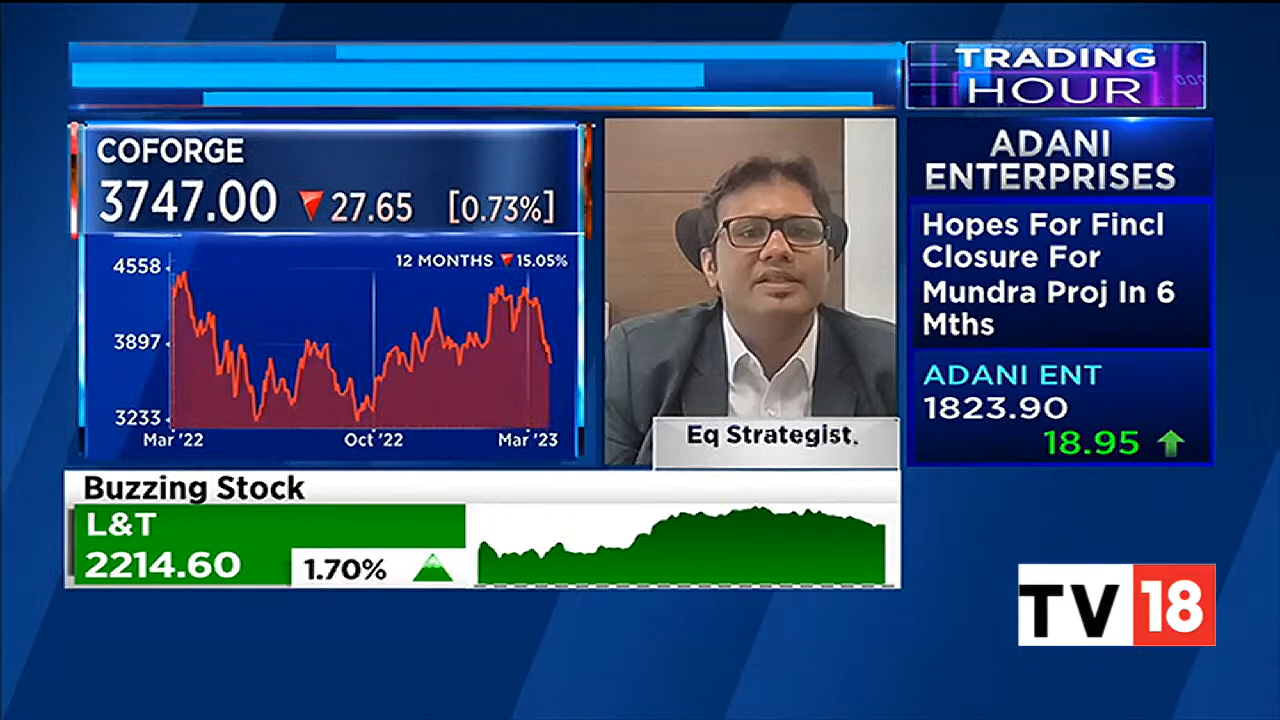 TRADING
HOUR
COFORGE
3747.00 ▼ 27.65 [0.73%]
12 MONTHS ▼ 15.05%
4558
3897
3233
Mar '22 Oct '22 Mar '23
Eq Strategist.
ADANI
ENTERPRISES
Hopes For Fincl
Closure For
Mundra Proj In 6
Mths
ADANI ENT
1823.90
18.95 ↑
Buzzing Stock
L&T
2214.60 1.70% ▲
TV18